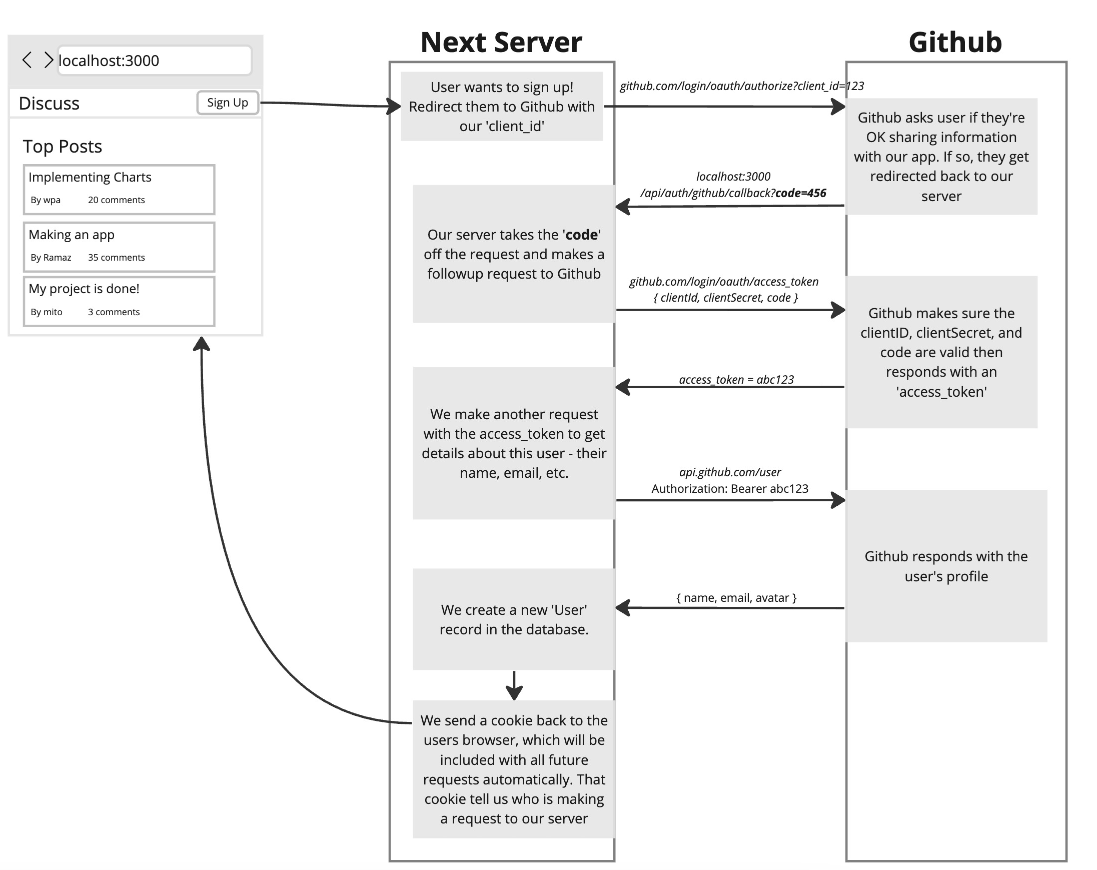 localhost:3000
Discuss
Sign Up
Top Posts
Implementing Charts
By wpa 20 comments
Making an app
By Ramaz 35 comments
My project is done!
By mito 3 comments
Next Server
Github
User wants to sign up!
Redirect them to Github with
our 'client_id'
github.com/login/oauth/authorize?client_id=123
Github asks user if they're
OK sharing information
with our app. If so, they get
redirected back to our
server
localhost:3000
/api/auth/github/callback?code=456
Our server takes the 'code'
off the request and makes a
followup request to Github
github.com/login/oauth/access_token
{ clientId, clientSecret, code }
Github makes sure the
clientID, clientSecret, and
code are valid then
responds with an
'access_token'
access_token = abc123
We make another request
with the access_token to get
details about this user - their
name, email, etc.
api.github.com/user
Authorization: Bearer abc123
Github responds with the
user's profile
{ name, email, avatar }
We create a new 'User'
record in the database.
We send a cookie back to the
users browser, which will be
included with all future
requests automatically. That
cookie tell us who is making
a request to our server